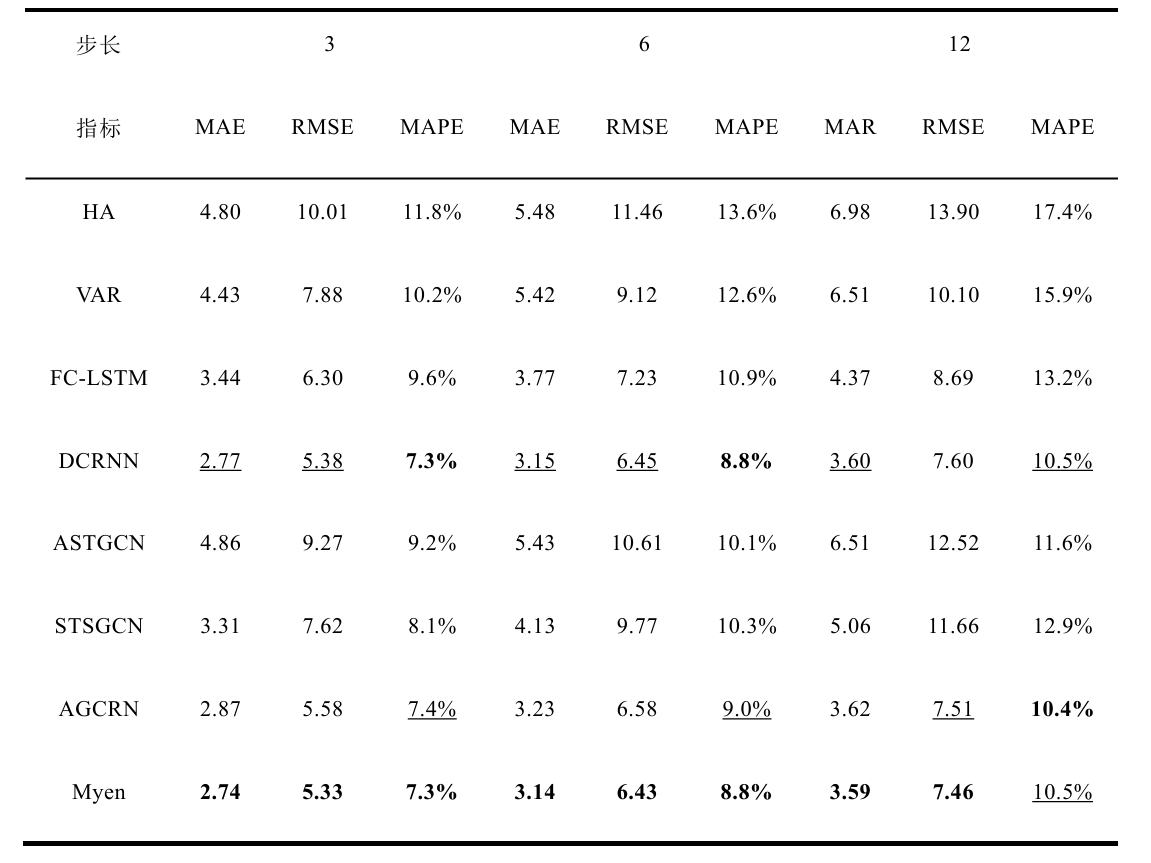 步长 3 6 12
指标 MAE RMSE MAPE MAE RMSE MAPE MAR RMSE MAPE
HA 4.80 10.01 11.8% 5.48 11.46 13.6% 6.98 13.90 17.4%
VAR 4.43 7.88 10.2% 5.42 9.12 12.6% 6.51 10.10 15.9%
FC-LSTM 3.44 6.30 9.6% 3.77 7.23 10.9% 4.37 8.69 13.2%
DCRNN 2.77 5.38 7.3% 3.15 6.45 8.8% 3.60 7.60 10.5%
ASTGCN 4.86 9.27 9.2% 5.43 10.61 10.1% 6.51 12.52 11.6%
STSGCN 3.31 7.62 8.1% 4.13 9.77 10.3% 5.06 11.66 12.9%
AGCRN 2.87 5.58 7.4% 3.23 6.58 9.0% 3.62 7.51 10.4%
Myen 2.74 5.33 7.3% 3.14 6.43 8.8% 3.59 7.46 10.5%